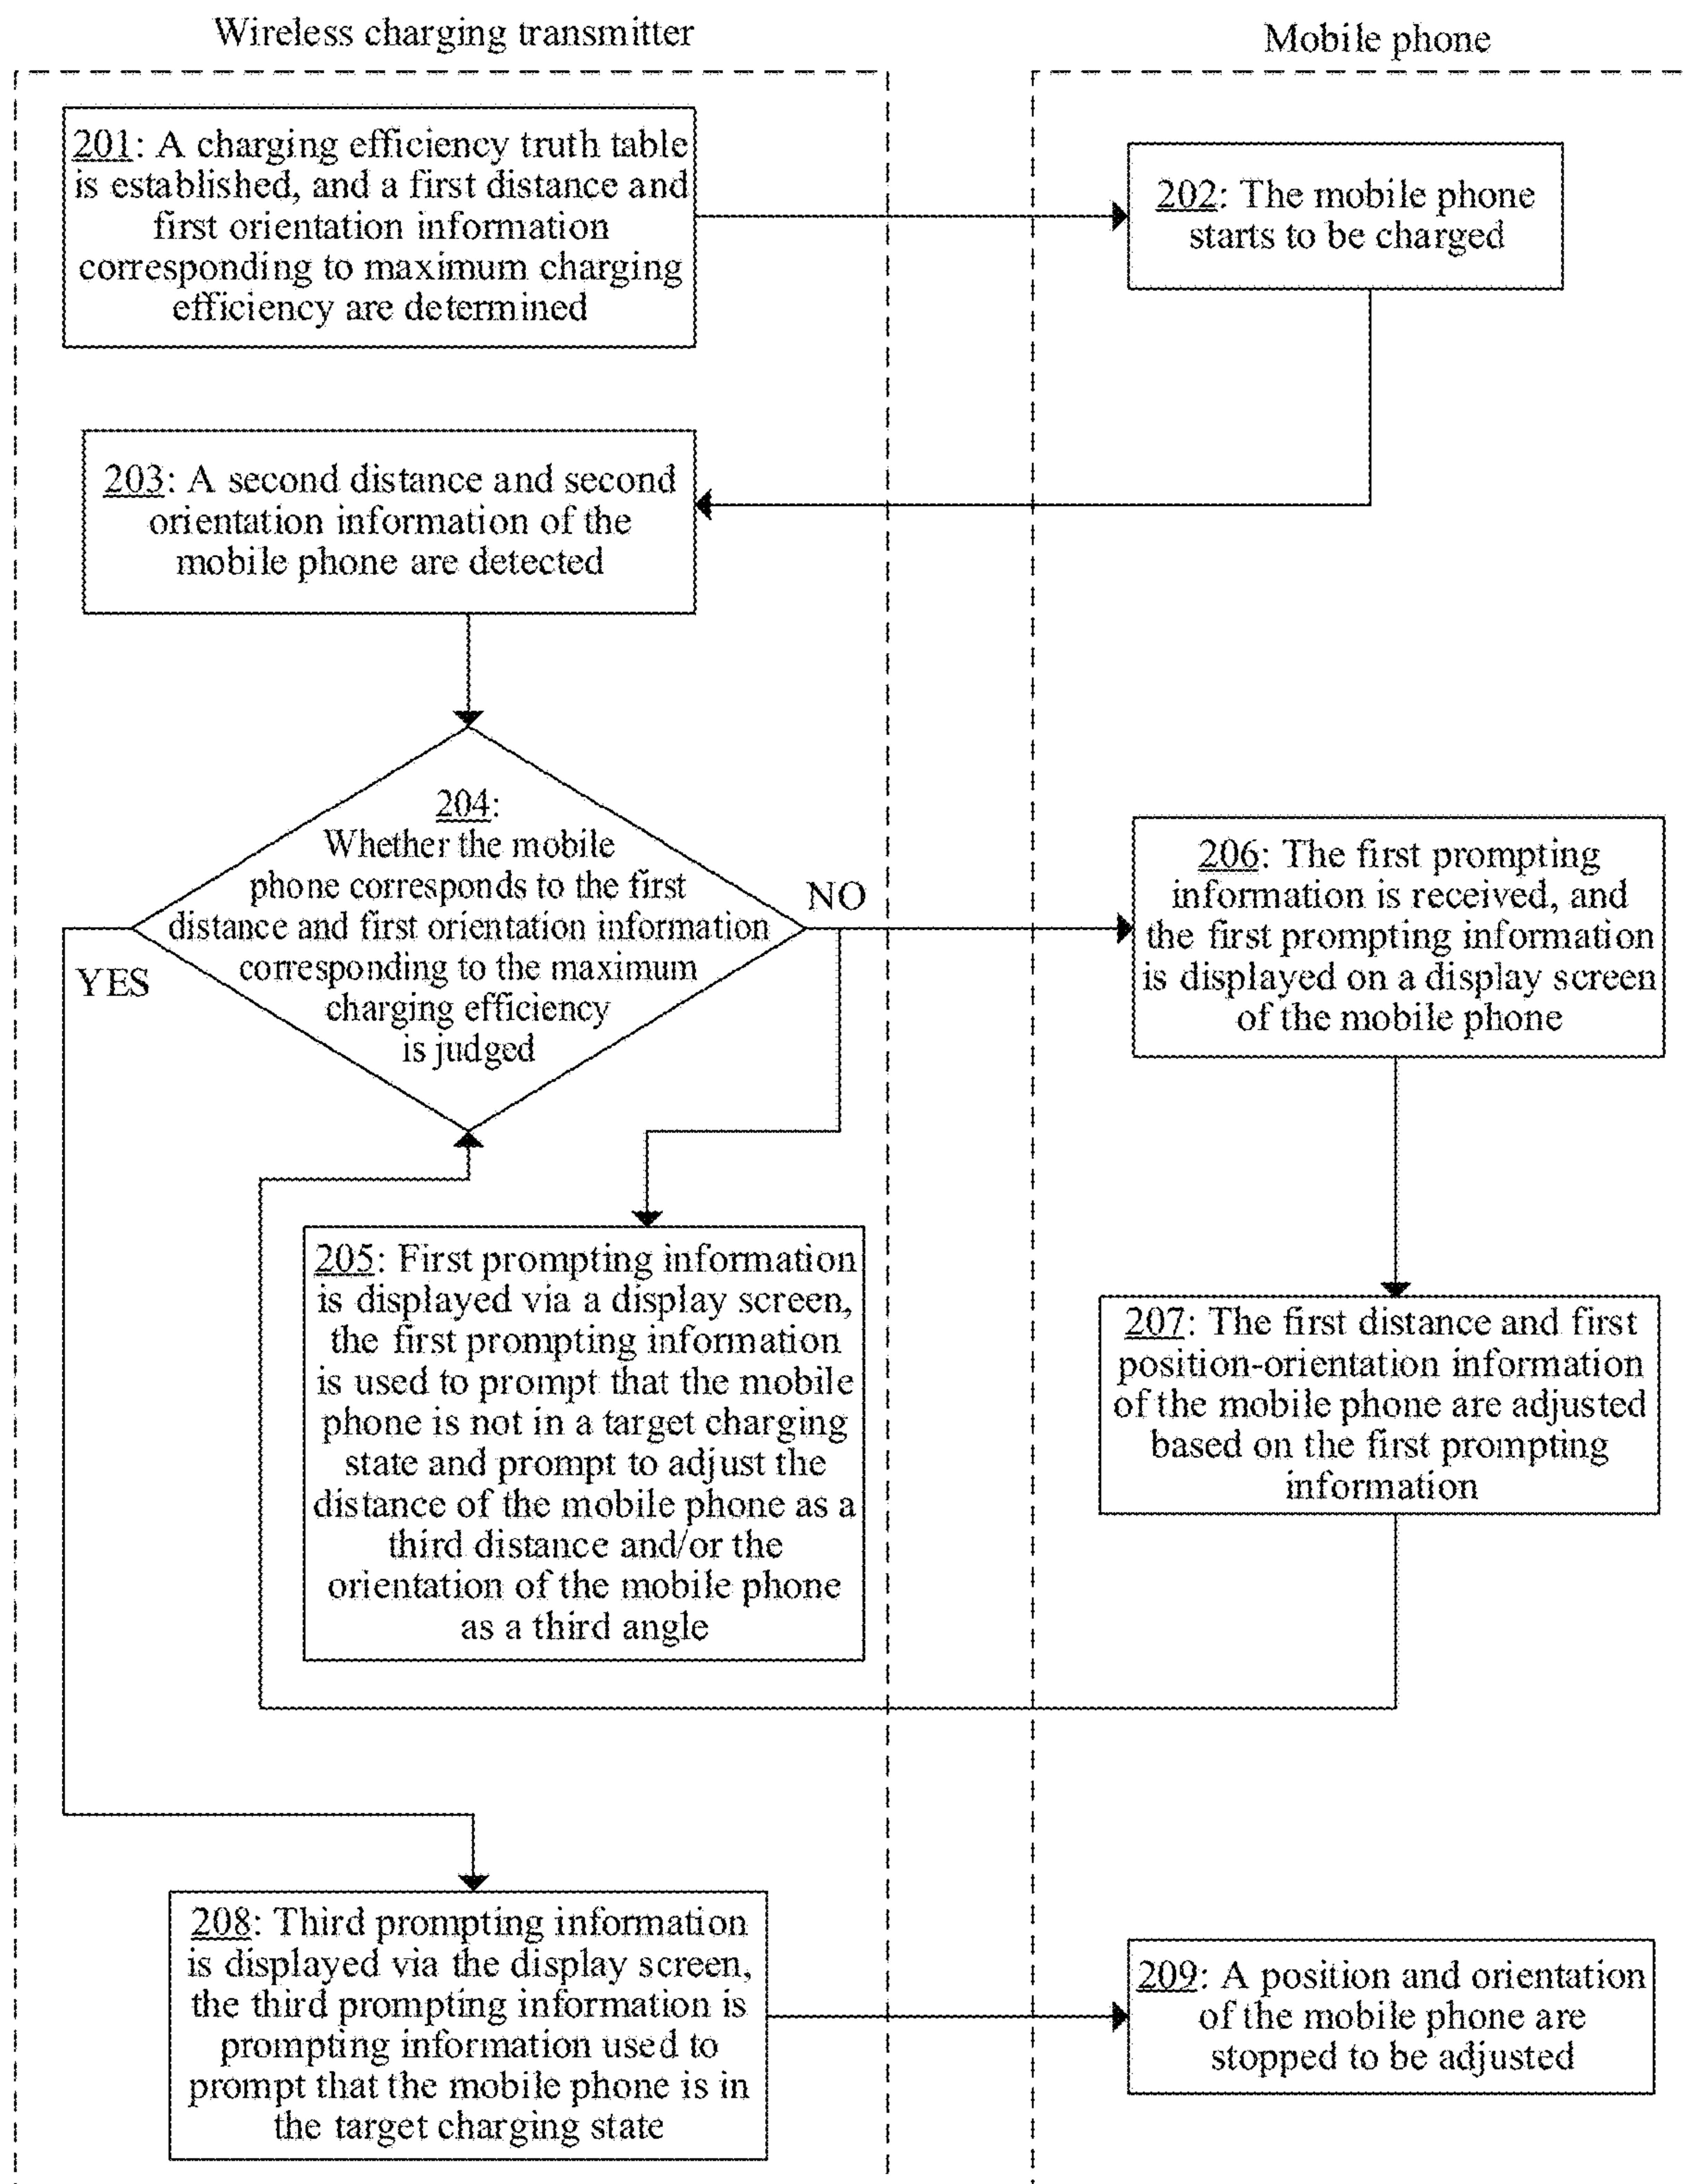 Wireless charging transmitter
Mobile phone
201: A charging efficiency truth table
is established, and a first distance and
first orientation information
corresponding to maximum charging
efficiency are determined
202: The mobile phone
starts to be charged
203: A second distance and second
orientation information of the
mobile phone are detected
204:
Whether the mobile
phone corresponds to the first
distance and first orientation information
corresponding to the maximum
charging efficiency
is judged
NO
YES
206: The first prompting
information is received, and
the first prompting information
is displayed on a display screen
of the mobile phone
205: First prompting information
is displayed via a display screen,
the first prompting information
is used to prompt that the mobile
phone is not in a target charging
state and prompt to adjust the
distance of the mobile phone as a
third distance and/or the
orientation of the mobile phone
as a third angle
207: The first distance and first
position-orientation information
of the mobile phone are adjusted
based on the first prompting
information
208: Third prompting information
is displayed via the display screen,
the third prompting information is
prompting information used to
prompt that the mobile phone is in
the target charging state
209: A position and orientation
of the mobile phone are
stopped to be adjusted